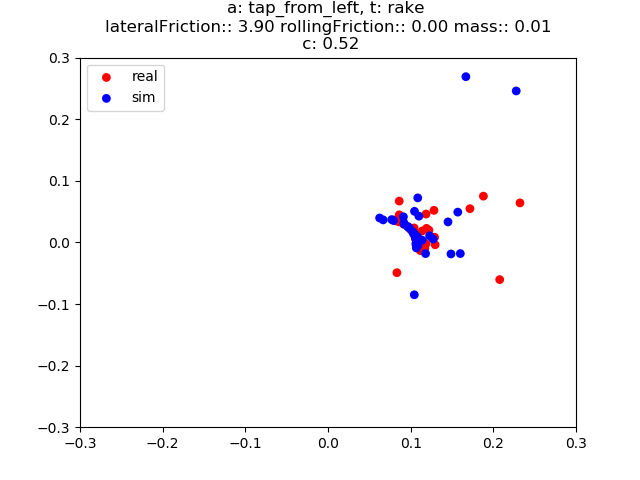 a: tap_from_left, t: rake
lateralFriction:: 3.90 rollingFriction:: 0.00 mass:: 0.01
c: 0.52
real
sim
0.3
0.2
0.1
0.0
−0.1
−0.2
−0.3
−0.3
−0.2
−0.1
0.0
0.1
0.2
0.3